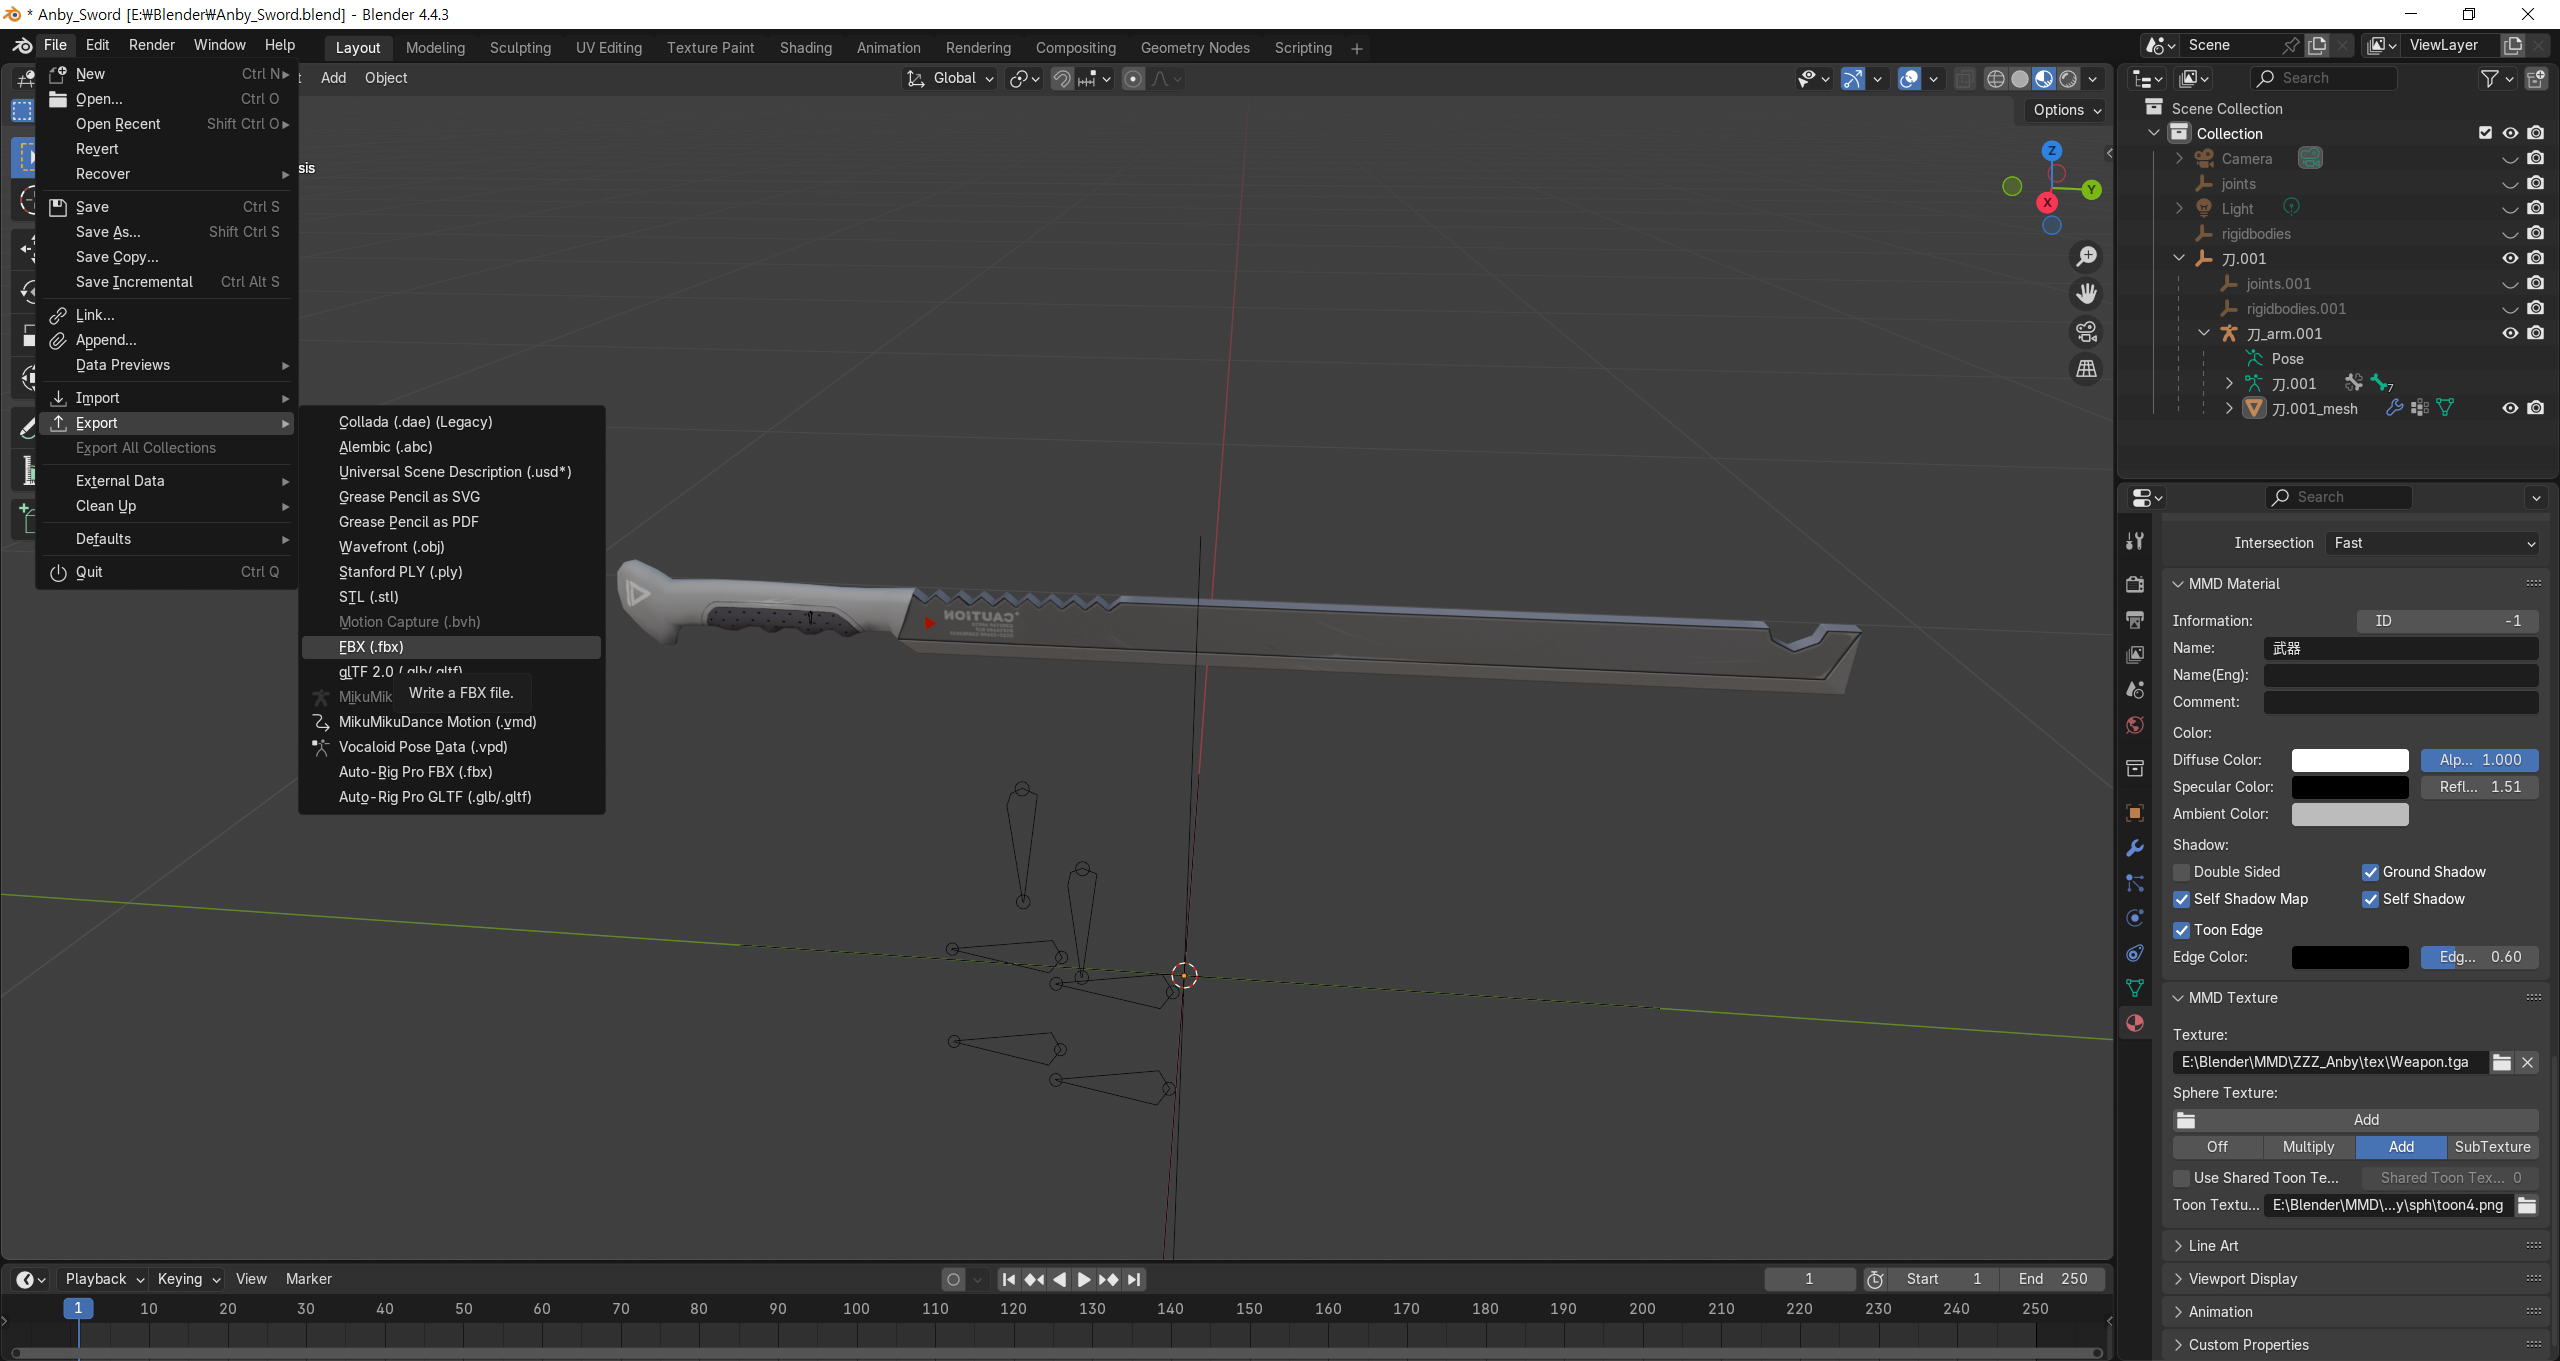 * Anby_Sword [E:₩Blender₩Anby_Sword.blend] - Blender 4.4.3
File Edit Render Window Help
Layout Modeling Sculpting UV Editing Texture Paint Shading Animation Rendering Compositing Geometry Nodes Scripting
Scene
ViewLayer
t Add Object
Global
Search
Options
sis
New Ctrl N
Open... Ctrl O
Open Recent Shift Ctrl O
Revert
Recover
Save Ctrl S
Save As... Shift Ctrl S
Save Copy...
Save Incremental Ctrl Alt S
Link...
Append...
Data Previews
Import
Export
Export All Collections
External Data
Clean Up
Defaults
Quit Ctrl Q
Collada (.dae) (Legacy)
Alembic (.abc)
Universal Scene Description (.usd*)
Grease Pencil as SVG
Grease Pencil as PDF
Wavefront (.obj)
Stanford PLY (.ply)
STL (.stl)
Motion Capture (.bvh)
FBX (.fbx)
glTF 2.0 (.glb/.gltf)
MikuMik
Write a FBX file.
MikuMikuDance Motion (.vmd)
Vocaloid Pose Data (.vpd)
Auto-Rig Pro FBX (.fbx)
Auto-Rig Pro GLTF (.glb/.gltf)
Z
Y
X
CAUTION
Scene Collection
Collection
Camera
joints
Light
rigidbodies
刀.001
joints.001
rigidbodies.001
刀_arm.001
Pose
刀.001 7
刀.001_mesh
Search
Intersection Fast
MMD Material
Information: ID -1
Name: 武器
Name(Eng):
Comment:
Color:
Diffuse Color: Alp... 1.000
Specular Color: Refl... 1.51
Ambient Color:
Shadow:
Double Sided Ground Shadow
Self Shadow Map Self Shadow
Toon Edge
Edge Color: Edg... 0.60
MMD Texture
Texture:
E:\Blender\MMD\ZZZ_Anby\tex\Weapon.tga
Sphere Texture:
Add
Off Multiply Add SubTexture
Use Shared Toon Te... Shared Toon Tex... 0
Toon Textu... E:\Blender\MMD\...y\sph\toon4.png
Line Art
Viewport Display
Animation
Custom Properties
Playback Keying View Marker
1 Start 1 End 250
1 10 20 30 40 50 60 70 80 90 100 110 120 130 140 150 160 170 180 190 200 210 220 230 240 250